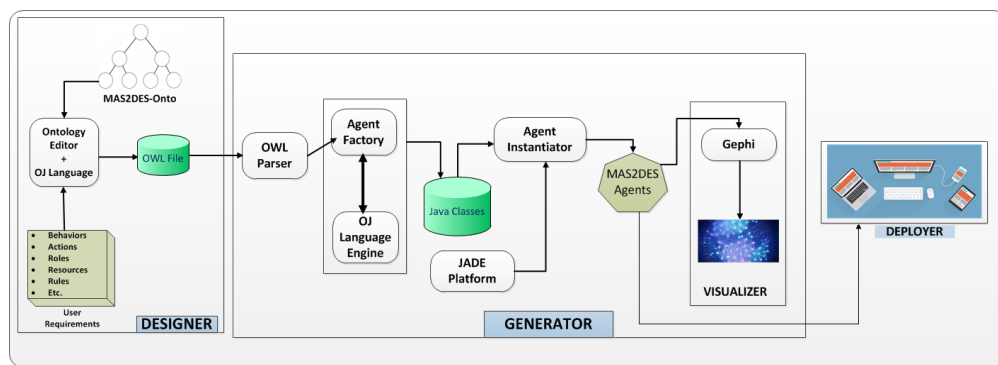 MAS2DES-Onto
Ontology
Editor
+
OJ Language
OWL File
• Behaviors
• Actions
• Roles
• Resources
• Rules
• Etc.
User
Requirements
DESIGNER
OWL
Parser
Agent
Factory
OJ
Language
Engine
Java Classes
Agent
Instantiator
JADE
Platform
MAS2DES
Agents
Gephi
VISUALIZER
GENERATOR
DEPLOYER